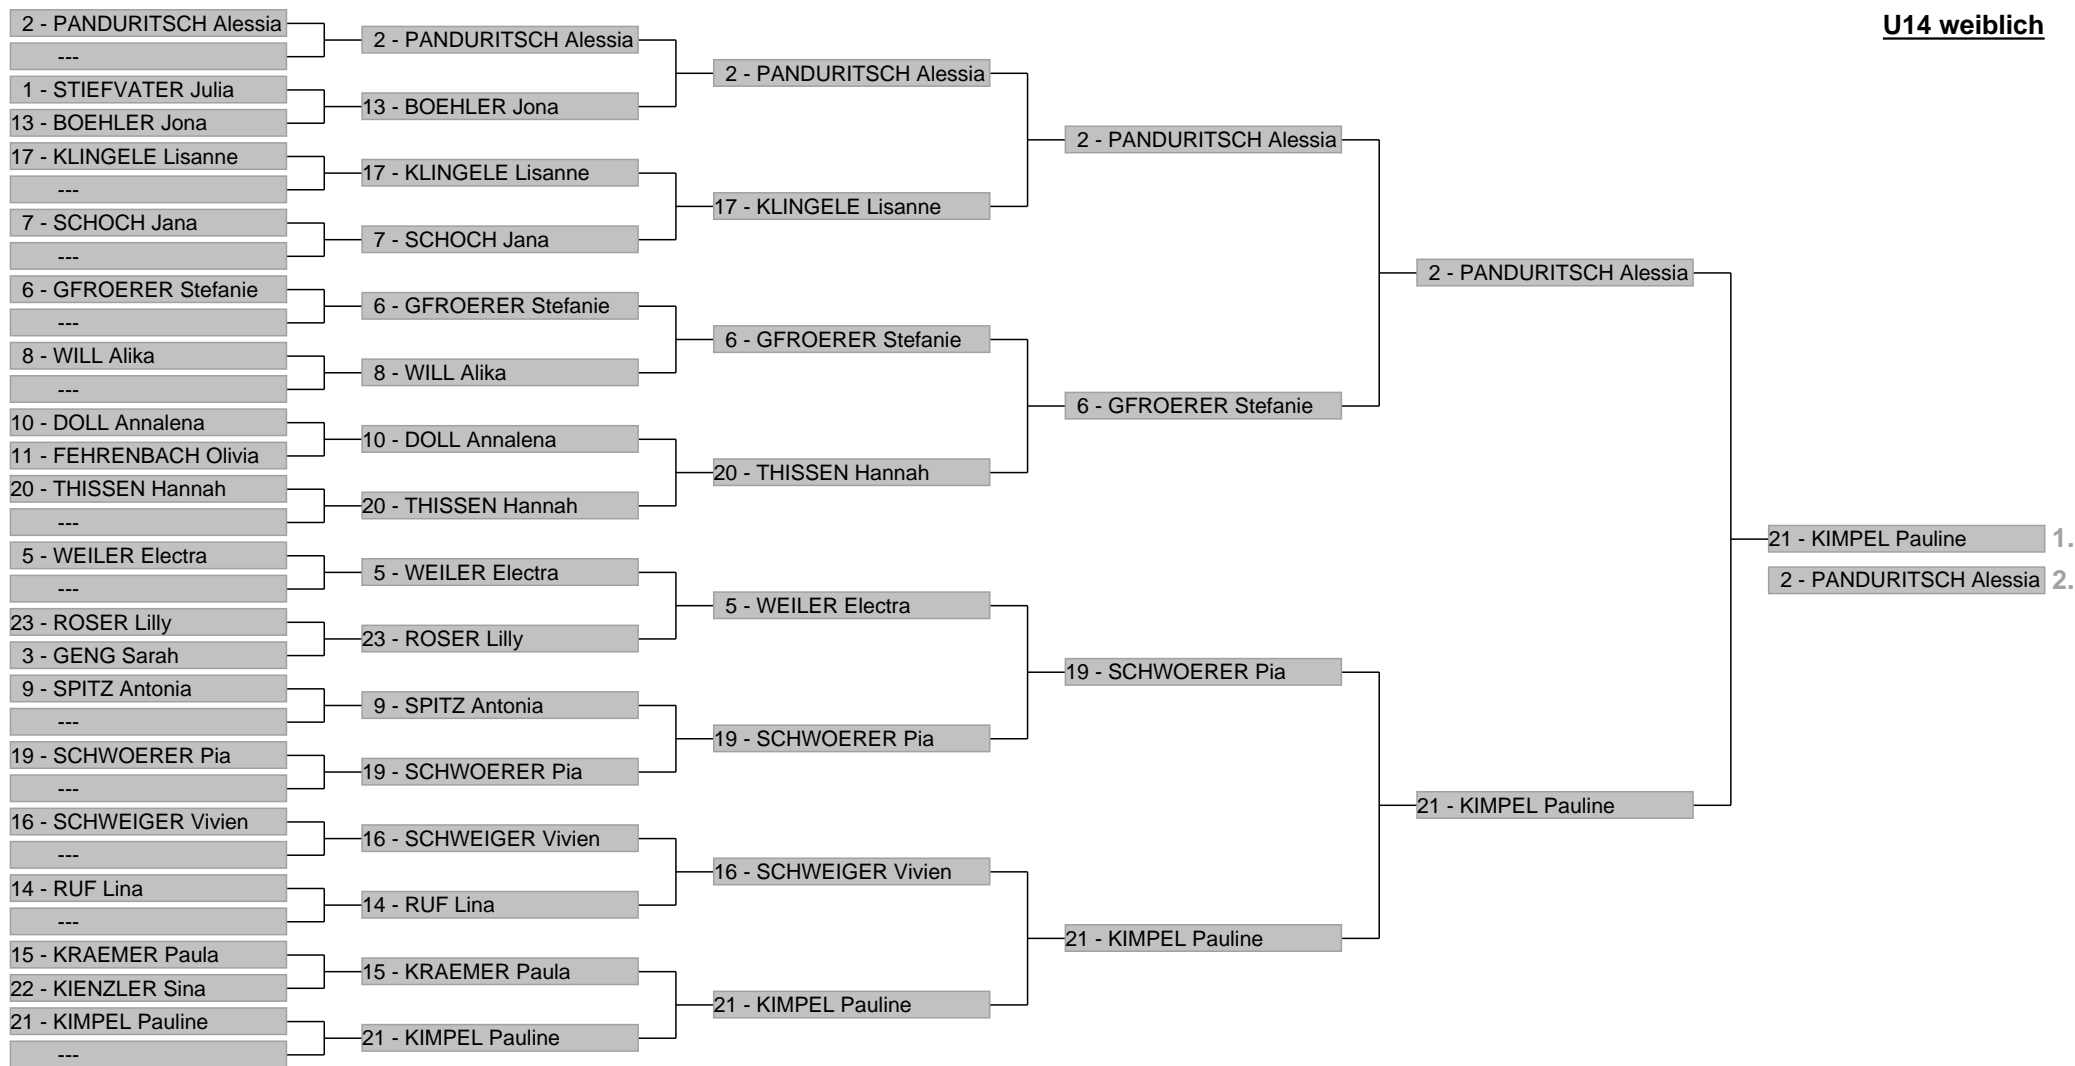 U14 weiblich
2 - PANDURITSCH Alessia
---
1 - STIEFVATER Julia
13 - BOEHLER Jona
17 - KLINGELE Lisanne
---
7 - SCHOCH Jana
---
6 - GFROERER Stefanie
---
8 - WILL Alika
---
10 - DOLL Annalena
11 - FEHRENBACH Olivia
20 - THISSEN Hannah
---
5 - WEILER Electra
---
23 - ROSER Lilly
3 - GENG Sarah
9 - SPITZ Antonia
---
19 - SCHWOERER Pia
---
16 - SCHWEIGER Vivien
---
14 - RUF Lina
---
15 - KRAEMER Paula
22 - KIENZLER Sina
21 - KIMPEL Pauline
---
2 - PANDURITSCH Alessia
13 - BOEHLER Jona
17 - KLINGELE Lisanne
7 - SCHOCH Jana
6 - GFROERER Stefanie
8 - WILL Alika
10 - DOLL Annalena
20 - THISSEN Hannah
5 - WEILER Electra
23 - ROSER Lilly
9 - SPITZ Antonia
19 - SCHWOERER Pia
16 - SCHWEIGER Vivien
14 - RUF Lina
15 - KRAEMER Paula
21 - KIMPEL Pauline
2 - PANDURITSCH Alessia
17 - KLINGELE Lisanne
6 - GFROERER Stefanie
20 - THISSEN Hannah
5 - WEILER Electra
19 - SCHWOERER Pia
16 - SCHWEIGER Vivien
21 - KIMPEL Pauline
2 - PANDURITSCH Alessia
6 - GFROERER Stefanie
19 - SCHWOERER Pia
21 - KIMPEL Pauline
2 - PANDURITSCH Alessia
21 - KIMPEL Pauline
21 - KIMPEL Pauline 1.
2 - PANDURITSCH Alessia 2.